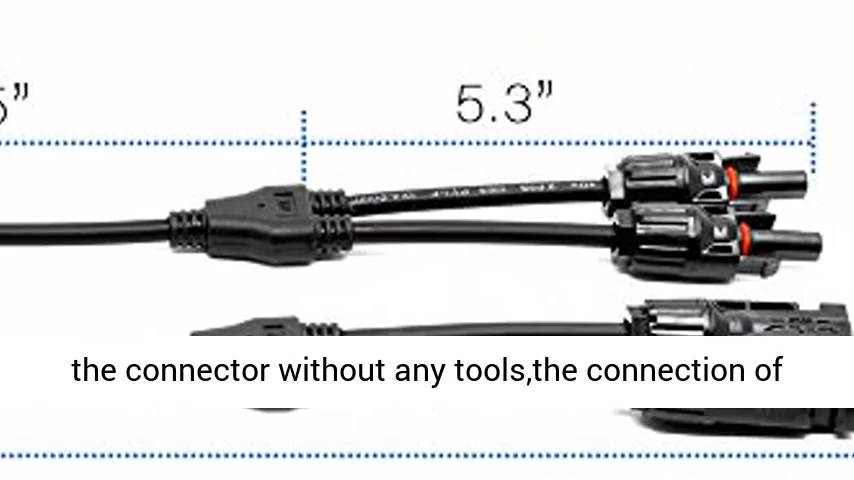 5.3”
the connector without any tools,the connection of